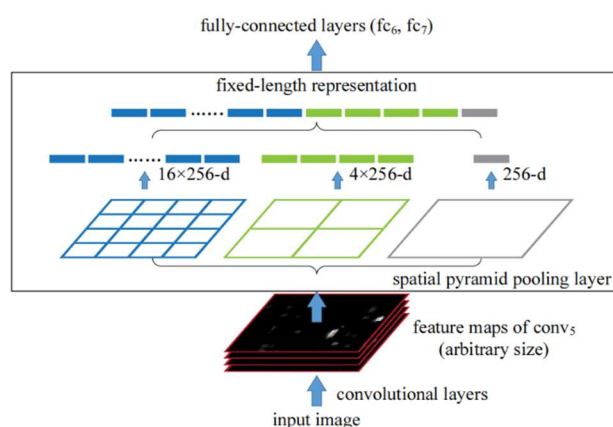 fully-connected layers (fc₆, fc₇)
fixed-length representation
......
......
16×256-d
4×256-d
256-d
spatial pyramid pooling layer
feature maps of conv₅
(arbitrary size)
convolutional layers
input image